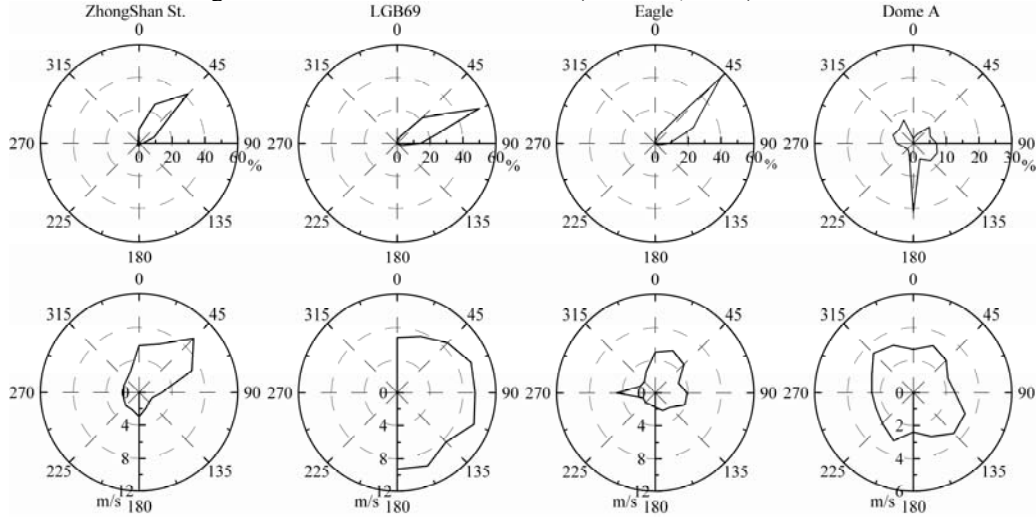 ZhongShan St. LGB69 Eagle Dome A
0 0 0 0
315 45 315 45 315 45 315 45
270 90 270 90 270 90 270 90
0 20 40 60 % 0 20 40 60 % 0 20 40 60 % 0 10 20 30 %
225 135 225 135 225 135 225 135
180 180 180 180
0 0 0 0
315 45 315 45 315 45 315 45
270 0 90 270 0 90 270 0 90 270 0 90
4 4 4 2
8 8 8 4
225 135 225 135 225 135 225 135
m/s 12 m/s 12 m/s 12 m/s 6
180 180 180 180